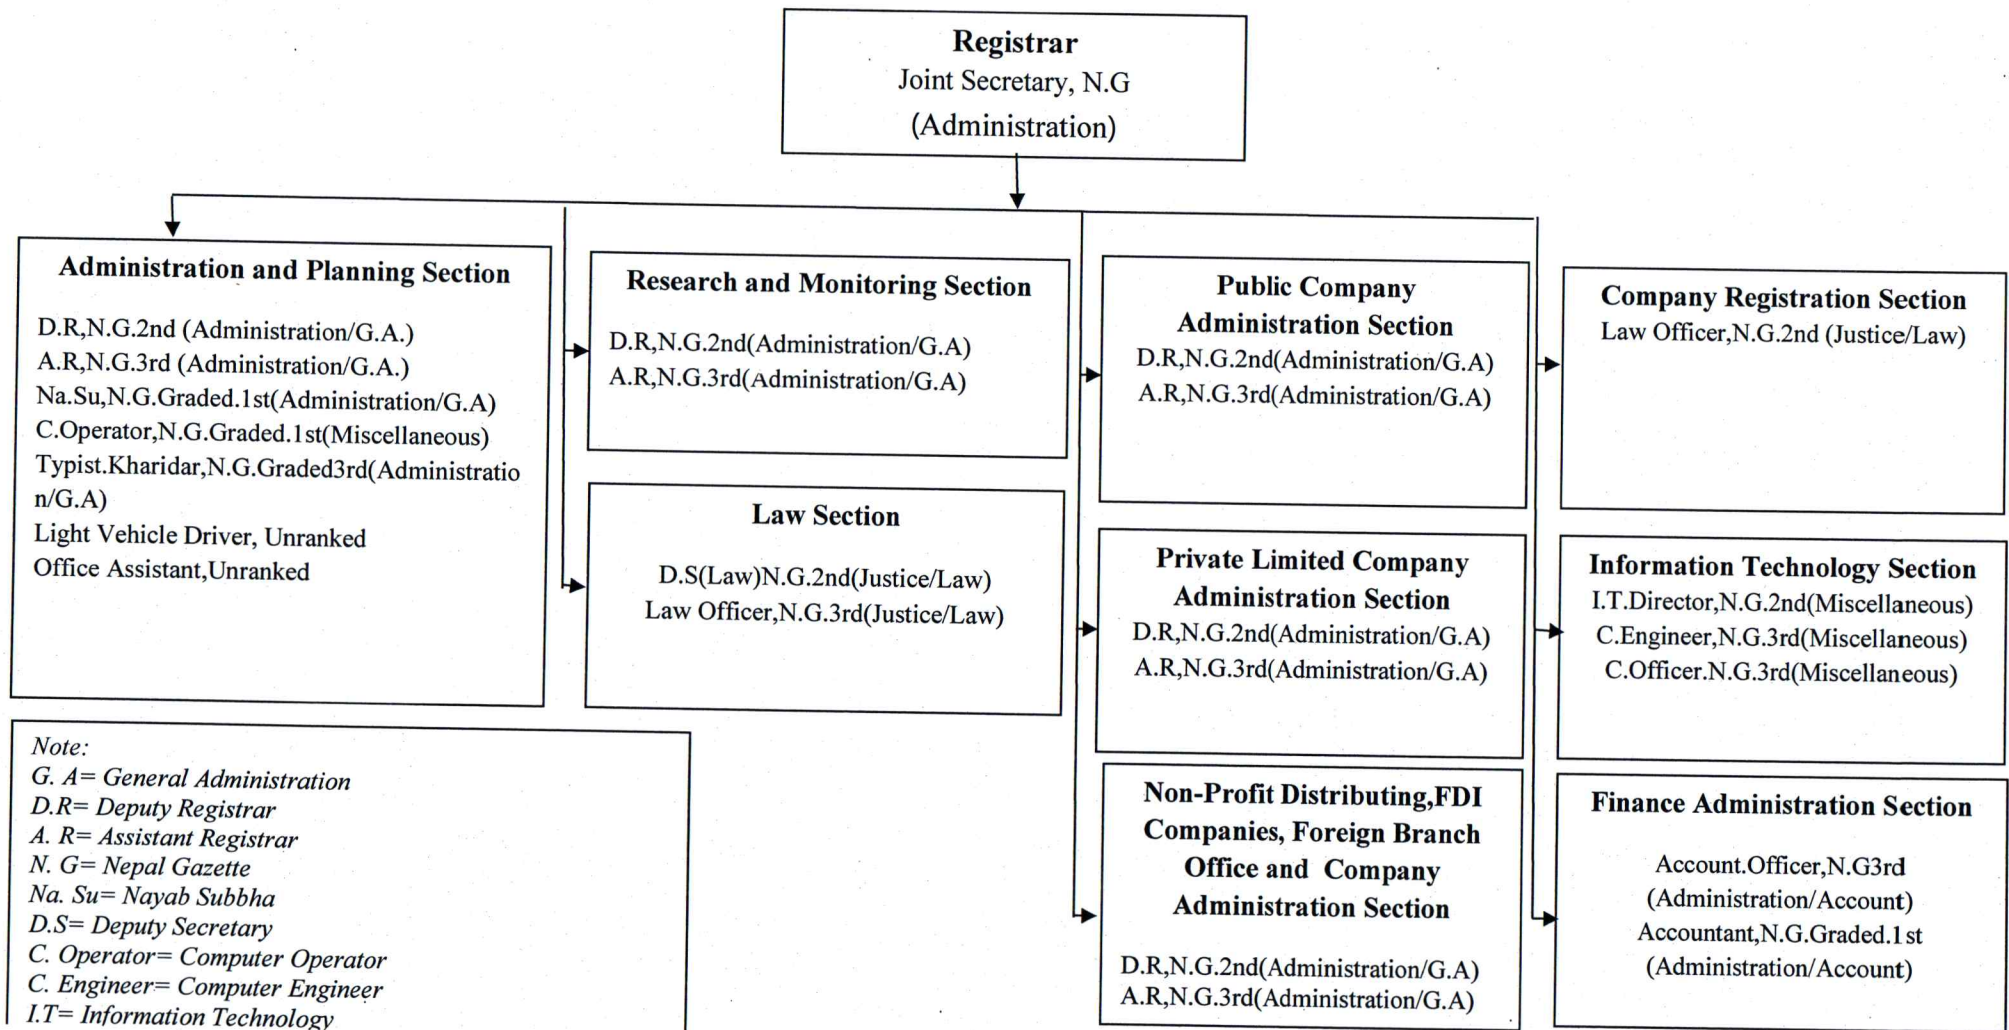 Registrar
Joint Secretary, N.G
(Administration)
Administration and Planning Section
D.R,N.G.2nd (Administration/G.A.)
A.R,N.G.3rd (Administration/G.A.)
Na.Su,N.G.Graded.1st(Administration/G.A)
C.Operator,N.G.Graded.1st(Miscellaneous)
Typist.Kharidar,N.G.Graded3rd(Administratio
n/G.A)
Light Vehicle Driver, Unranked
Office Assistant,Unranked
Research and Monitoring Section
D.R,N.G.2nd(Administration/G.A)
A.R,N.G.3rd(Administration/G.A)
Law Section
D.S(Law)N.G.2nd(Justice/Law)
Law Officer,N.G.3rd(Justice/Law)
Public Company
Administration Section
D.R,N.G.2nd(Administration/G.A)
A.R,N.G.3rd(Administration/G.A)
Private Limited Company
Administration Section
D.R,N.G.2nd(Administration/G.A)
A.R,N.G.3rd(Administration/G.A)
Non-Profit Distributing,FDI
Companies, Foreign Branch
Office and Company
Administration Section
D.R,N.G.2nd(Administration/G.A)
A.R,N.G.3rd(Administration/G.A)
Company Registration Section
Law Officer,N.G.2nd (Justice/Law)
Information Technology Section
I.T.Director,N.G.2nd(Miscellaneous)
C.Engineer,N.G.3rd(Miscellaneous)
C.Officer.N.G.3rd(Miscellaneous)
Finance Administration Section
Account.Officer,N.G3rd
(Administration/Account)
Accountant,N.G.Graded.1st
(Administration/Account)
Note:
G. A= General Administration
D.R= Deputy Registrar
A. R= Assistant Registrar
N. G= Nepal Gazette
Na. Su= Nayab Subbha
D.S= Deputy Secretary
C. Operator= Computer Operator
C. Engineer= Computer Engineer
I.T= Information Technology